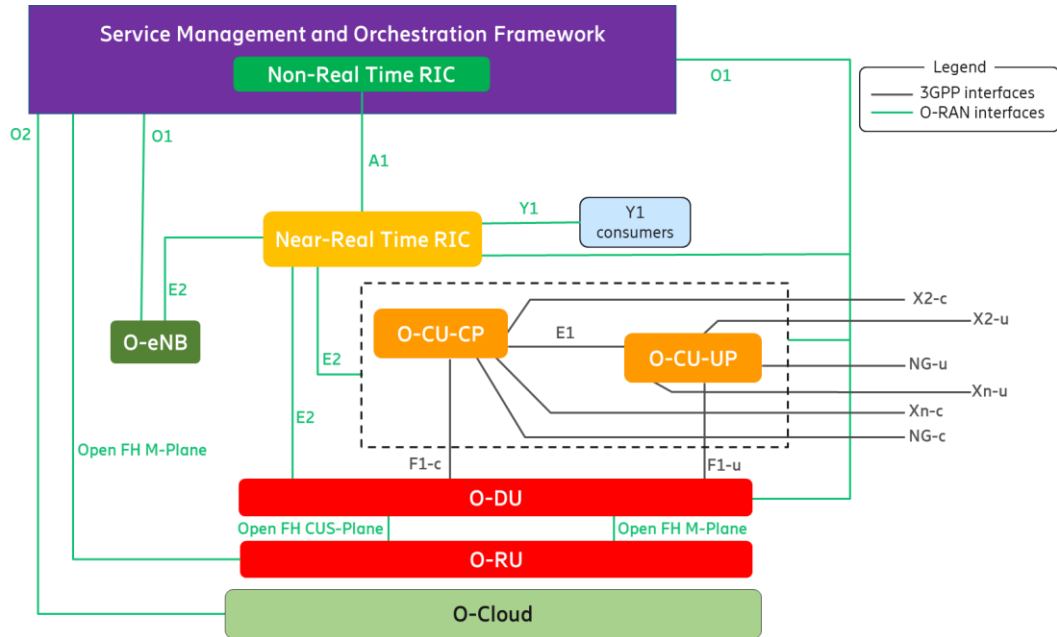 Service Management and Orchestration Framework
Non-Real Time RIC
O1
Legend
3GPP interfaces
O-RAN interfaces
O2
O1
A1
Y1
Y1
consumers
Near-Real Time RIC
E2
O-eNB
X2-c
X2-u
O-CU-CP
E1
O-CU-UP
E2
NG-u
Xn-u
Xn-c
E2
NG-c
Open FH M-Plane
F1-c
F1-u
O-DU
Open FH CUS-Plane
Open FH M-Plane
O-RU
O-Cloud